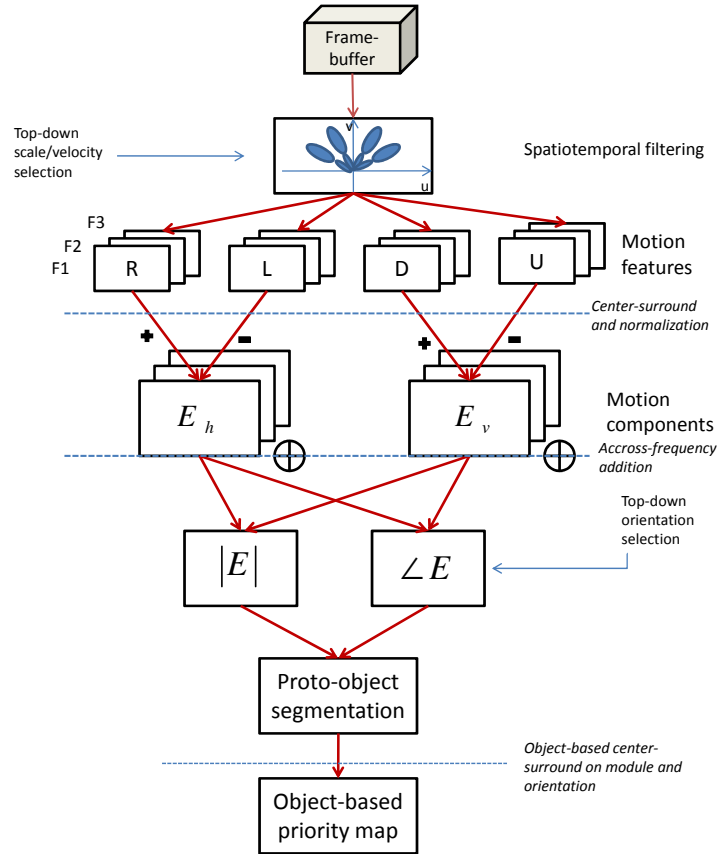 Frame-
buffer
Top-down
scale/velocity
selection
v
u
Spatiotemporal filtering
F3
F2
F1
R
L
D
U
Motion
features
Center-surround
and normalization
+
-
+
-
E h
E v
Motion
components
Accross-frequency
addition
Top-down
orientation
selection
|E|
∠E
Proto-object
segmentation
Object-based center-
surround on module and
orientation
Object-based
priority map